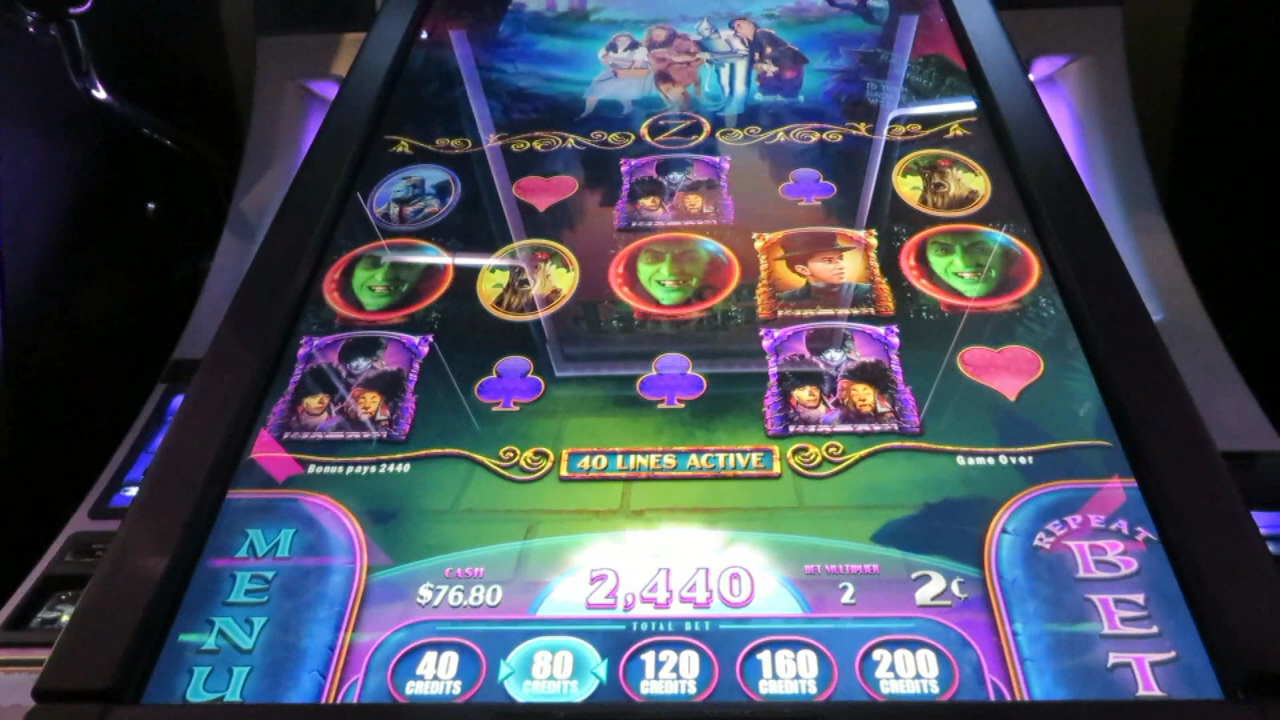 Z
40 LINES ACTIVE
Bonus pays 2440
Game Over
MENU
CASH
$76.80
2,440
BET MULTIPLIER
2
2¢
REPEAT
BET
TOTAL BET
40 CREDITS
80 CREDITS
120 CREDITS
160 CREDITS
200 CREDITS